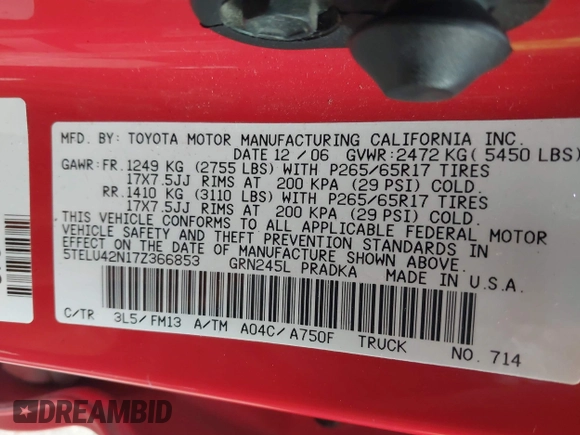 MFD. BY: TOYOTA MOTOR MANUFACTURING CALIFORNIA INC.
DATE 12 / 06 GVWR: 2472 KG( 5450 LBS)
GAWR: FR. 1249 KG (2755 LBS) WITH P265/65R17 TIRES
17X7.5JJ RIMS AT 200 KPA (29 PSI) COLD.
RR. 1410 KG (3110 LBS) WITH P265/65R17 TIRES
17X7.5JJ RIMS AT 200 KPA (29 PSI) COLD.
THIS VEHICLE CONFORMS TO ALL APPLICABLE FEDERAL MOTOR
VEHICLE SAFETY AND THEFT PREVENTION STANDARDS IN
EFFECT ON THE DATE OF MANUFACTURE SHOWN ABOVE.
5TELU42N17Z366853 GRN245L PRADKA MADE IN U.S.A.
C/TR 3L5/FM13 A/TM A04C/A750F TRUCK NO. 714
DREAMBID